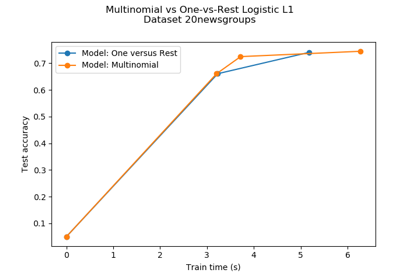 Multinomial vs One-vs-Rest Logistic L1
Dataset 20newsgroups
Model: One versus Rest
Model: Multinomial
Test accuracy
0.7
0.6
0.5
0.4
0.3
0.2
0.1
0 1 2 3 4 5 6
Train time (s)